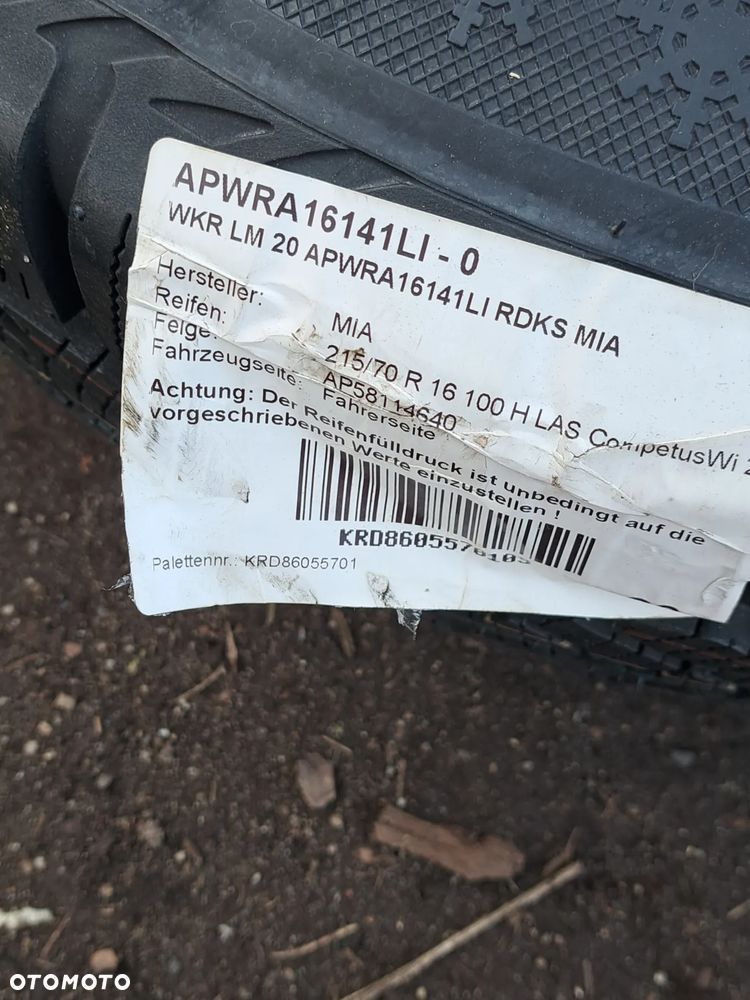 APWRA16141LI - 0
WKR LM 20 APWRA16141LI RDKS MIA
Hersteller: MIA
Reifen: 215/70 R 16 100 H LAS CompetusWi 2
Felge: AP58114640
Fahrzeugseite: Fahrerseite
Achtung: Der Reifenfülldruck ist unbedingt auf die
vorgeschriebenen Werte einzustellen !
Palettennr.: KRD86055701
OTOMOTO